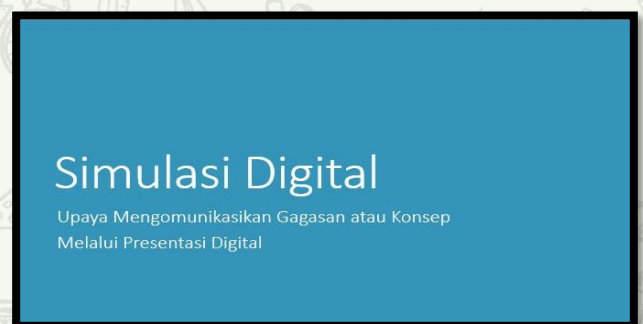 Simulasi Digital
Upaya Mengomunikasikan Gagasan atau Konsep
Melalui Presentasi Digital